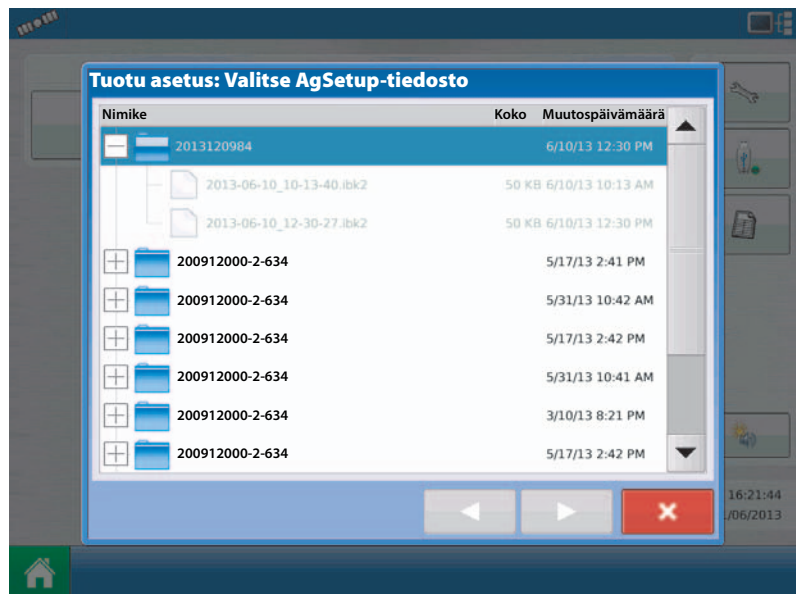 Tuotu asetus: Valitse AgSetup-tiedosto
Nimike Koko Muutospäivämäärä
2013120984 6/10/13 12:30 PM
2013-06-10_10-13-40.ibk2 50 KB 6/10/13 10:13 AM
2013-06-10_12-30-27.ibk2 50 KB 6/10/13 12:30 PM
200912000-2-634 5/17/13 2:41 PM
200912000-2-634 5/31/13 10:42 AM
200912000-2-634 5/17/13 2:42 PM
200912000-2-634 5/31/13 10:41 AM
200912000-2-634 3/10/13 8:21 PM
200912000-2-634 5/17/13 2:42 PM
16:21:44
/06/2013